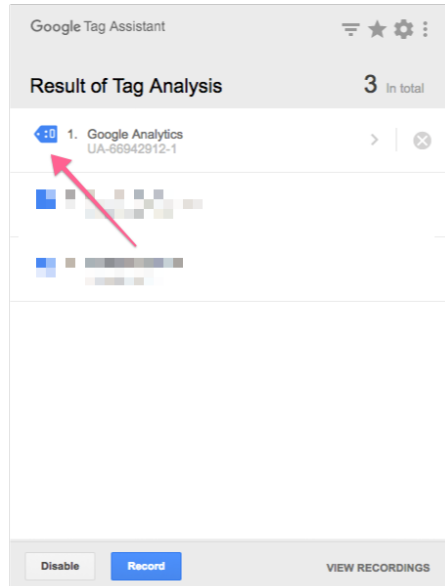 Google Tag Assistant
Result of Tag Analysis
3 In total
1. Google Analytics
UA-66942912-1
Disable
Record
VIEW RECORDINGS